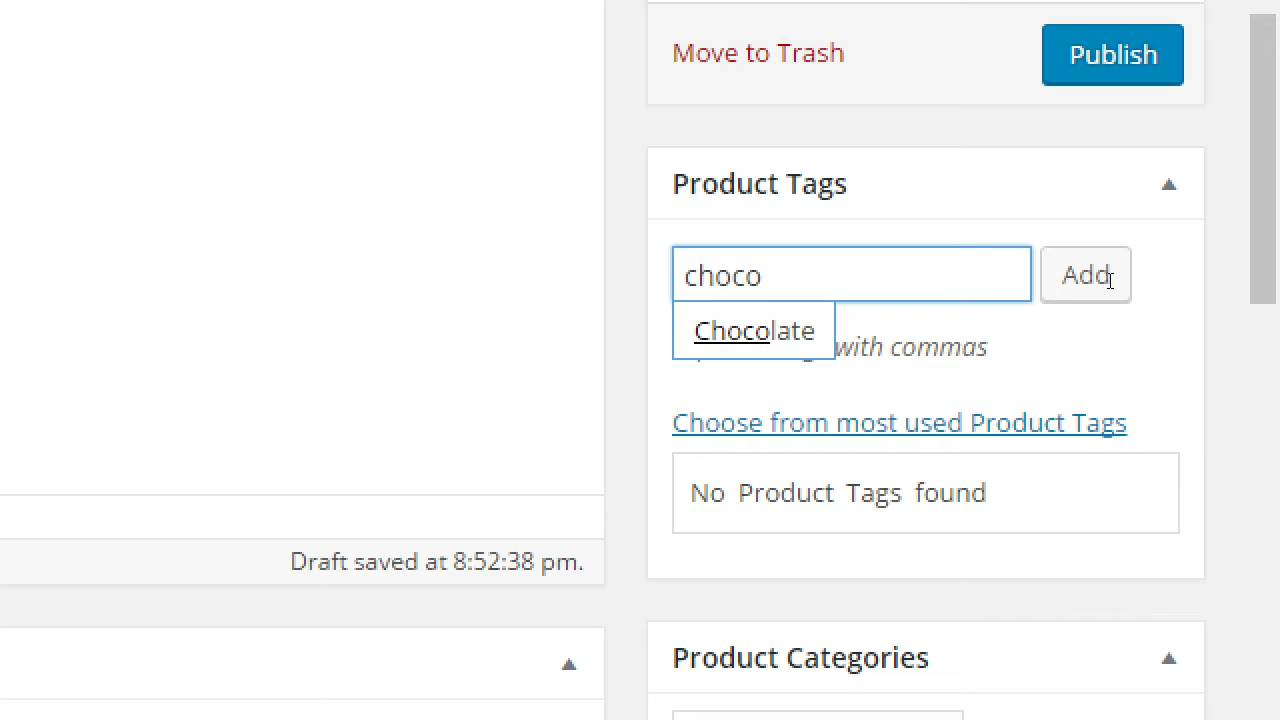 Move to Trash
Publish
Product Tags
choco
Add
Chocolate
with commas
Choose from most used Product Tags
No Product Tags found
Draft saved at 8:52:38 pm.
Product Categories